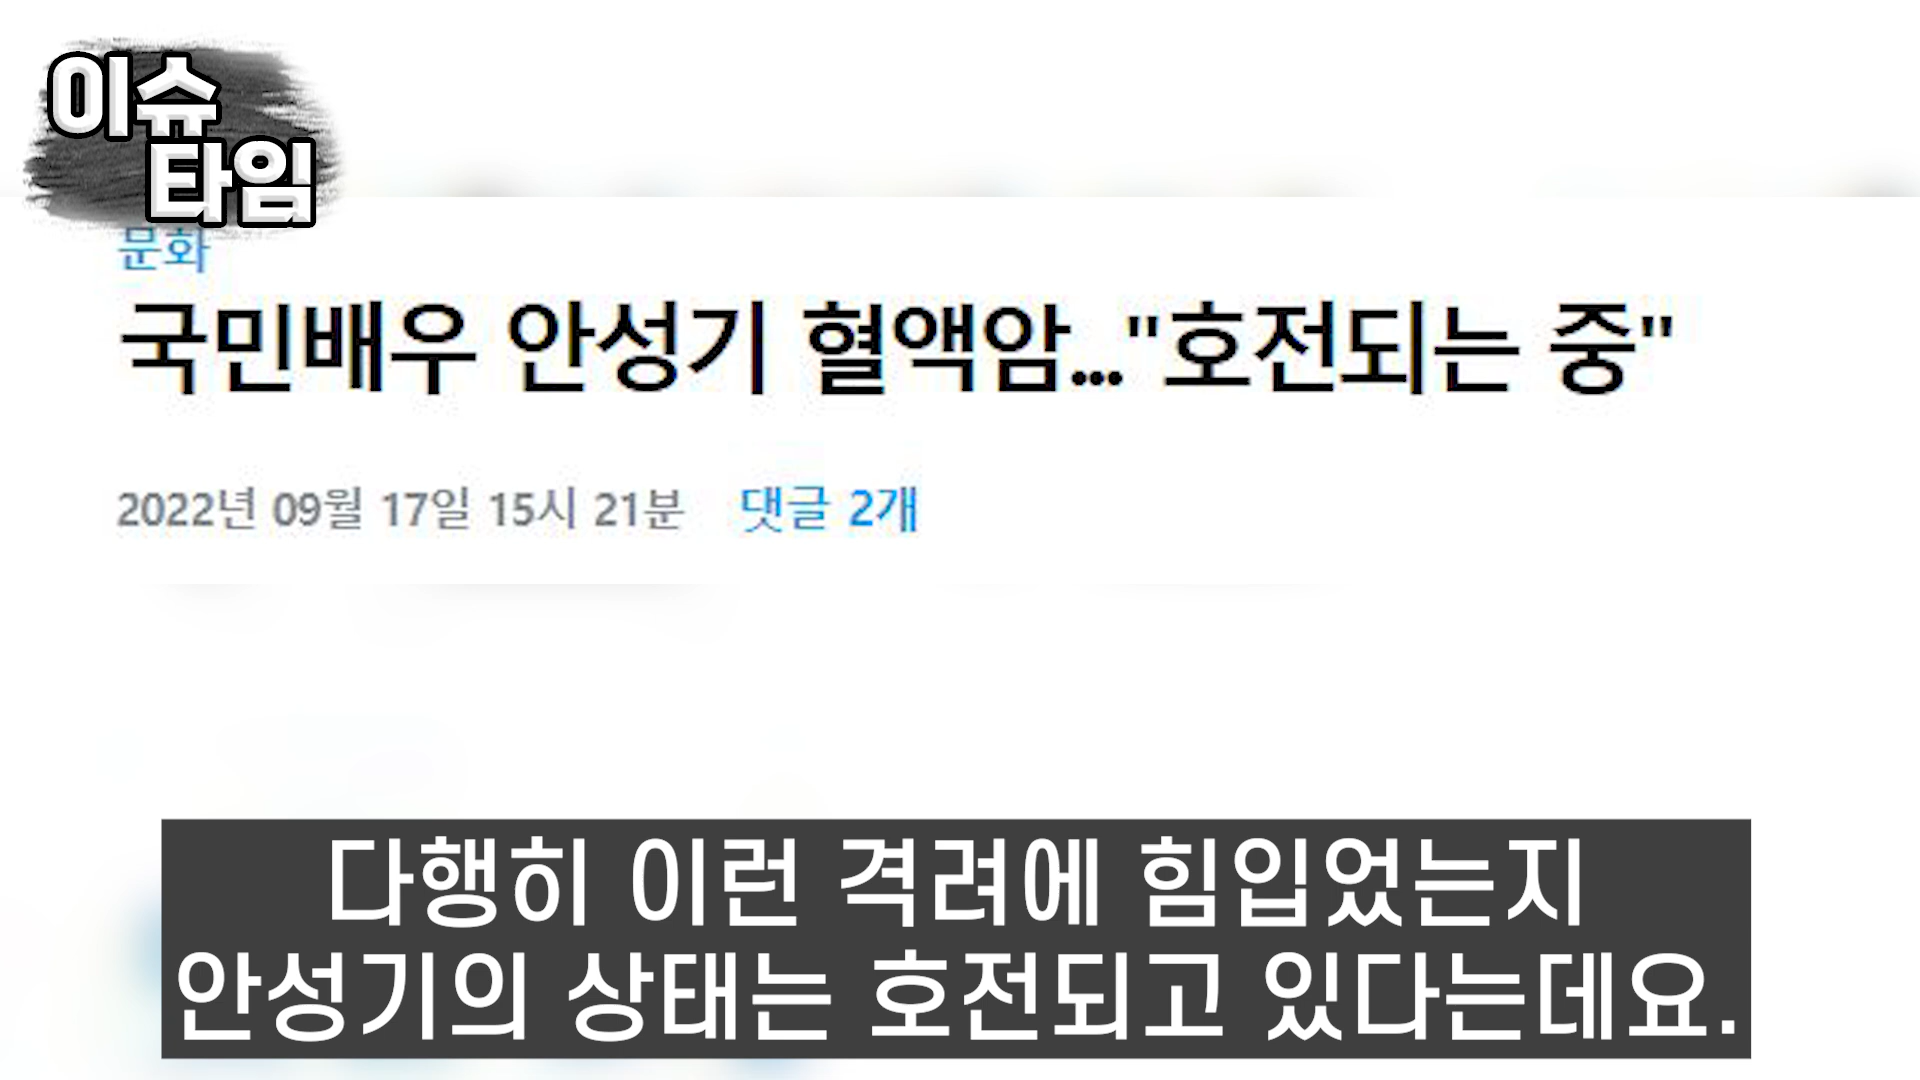 이슈
타임
문화
국민배우 안성기 혈액암..."호전되는 중"
2022년 09월 17일 15시 21분 댓글 2개
다행히 이런 격려에 힘입었는지
안성기의 상태는 호전되고 있다는데요.